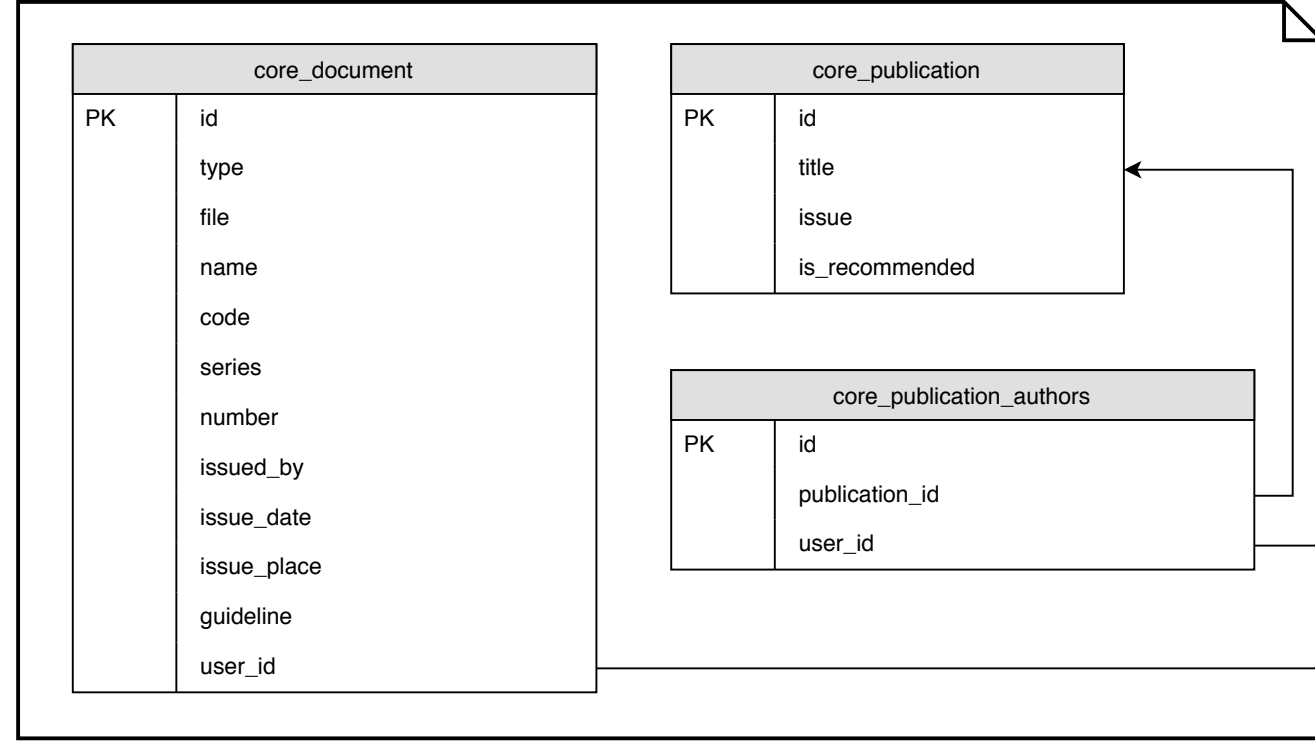 core_document
PK id
type
file
name
code
series
number
issued_by
issue_date
issue_place
guideline
user_id
core_publication
PK id
title
issue
is_recommended
core_publication_authors
PK id
publication_id
user_id